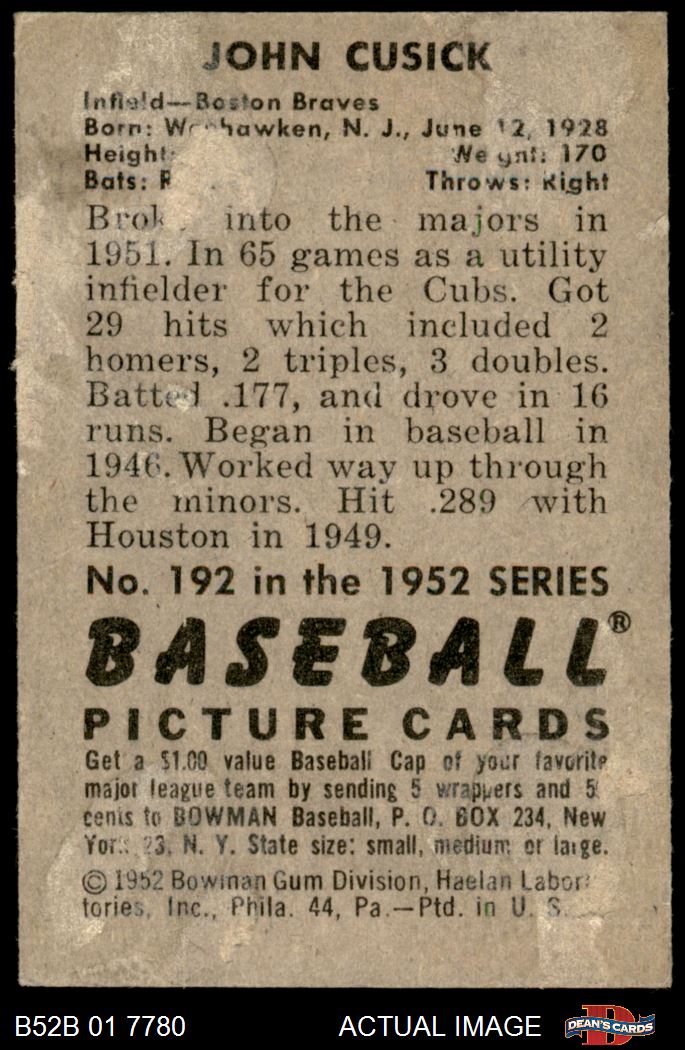 JOHN CUSICK
Infield—Boston Braves
Born: Weehawken, N. J., June 12, 1928
Height: Weight: 170
Bats: Throws: Right
Broke into the majors in
1951. In 65 games as a utility
infielder for the Cubs. Got
29 hits which included 2
homers, 2 triples, 3 doubles.
Batted .177, and drove in 16
runs. Began in baseball in
1946. Worked way up through
the minors. Hit .289 with
Houston in 1949.
No. 192 in the 1952 SERIES
BASEBALL®
PICTURE CARDS
Get a $1.00 value Baseball Cap of your favorite
major league team by sending 5 wrappers and 5
cents to BOWMAN Baseball, P. O. BOX 234, New
York 23, N. Y. State size: small, medium or large.
© 1952 Bowman Gum Division, Haelan Labora-
tories, Inc., Phila. 44, Pa.—Ptd. in U. S.
B52B 01 7780 ACTUAL IMAGE DEAN'S CARDS